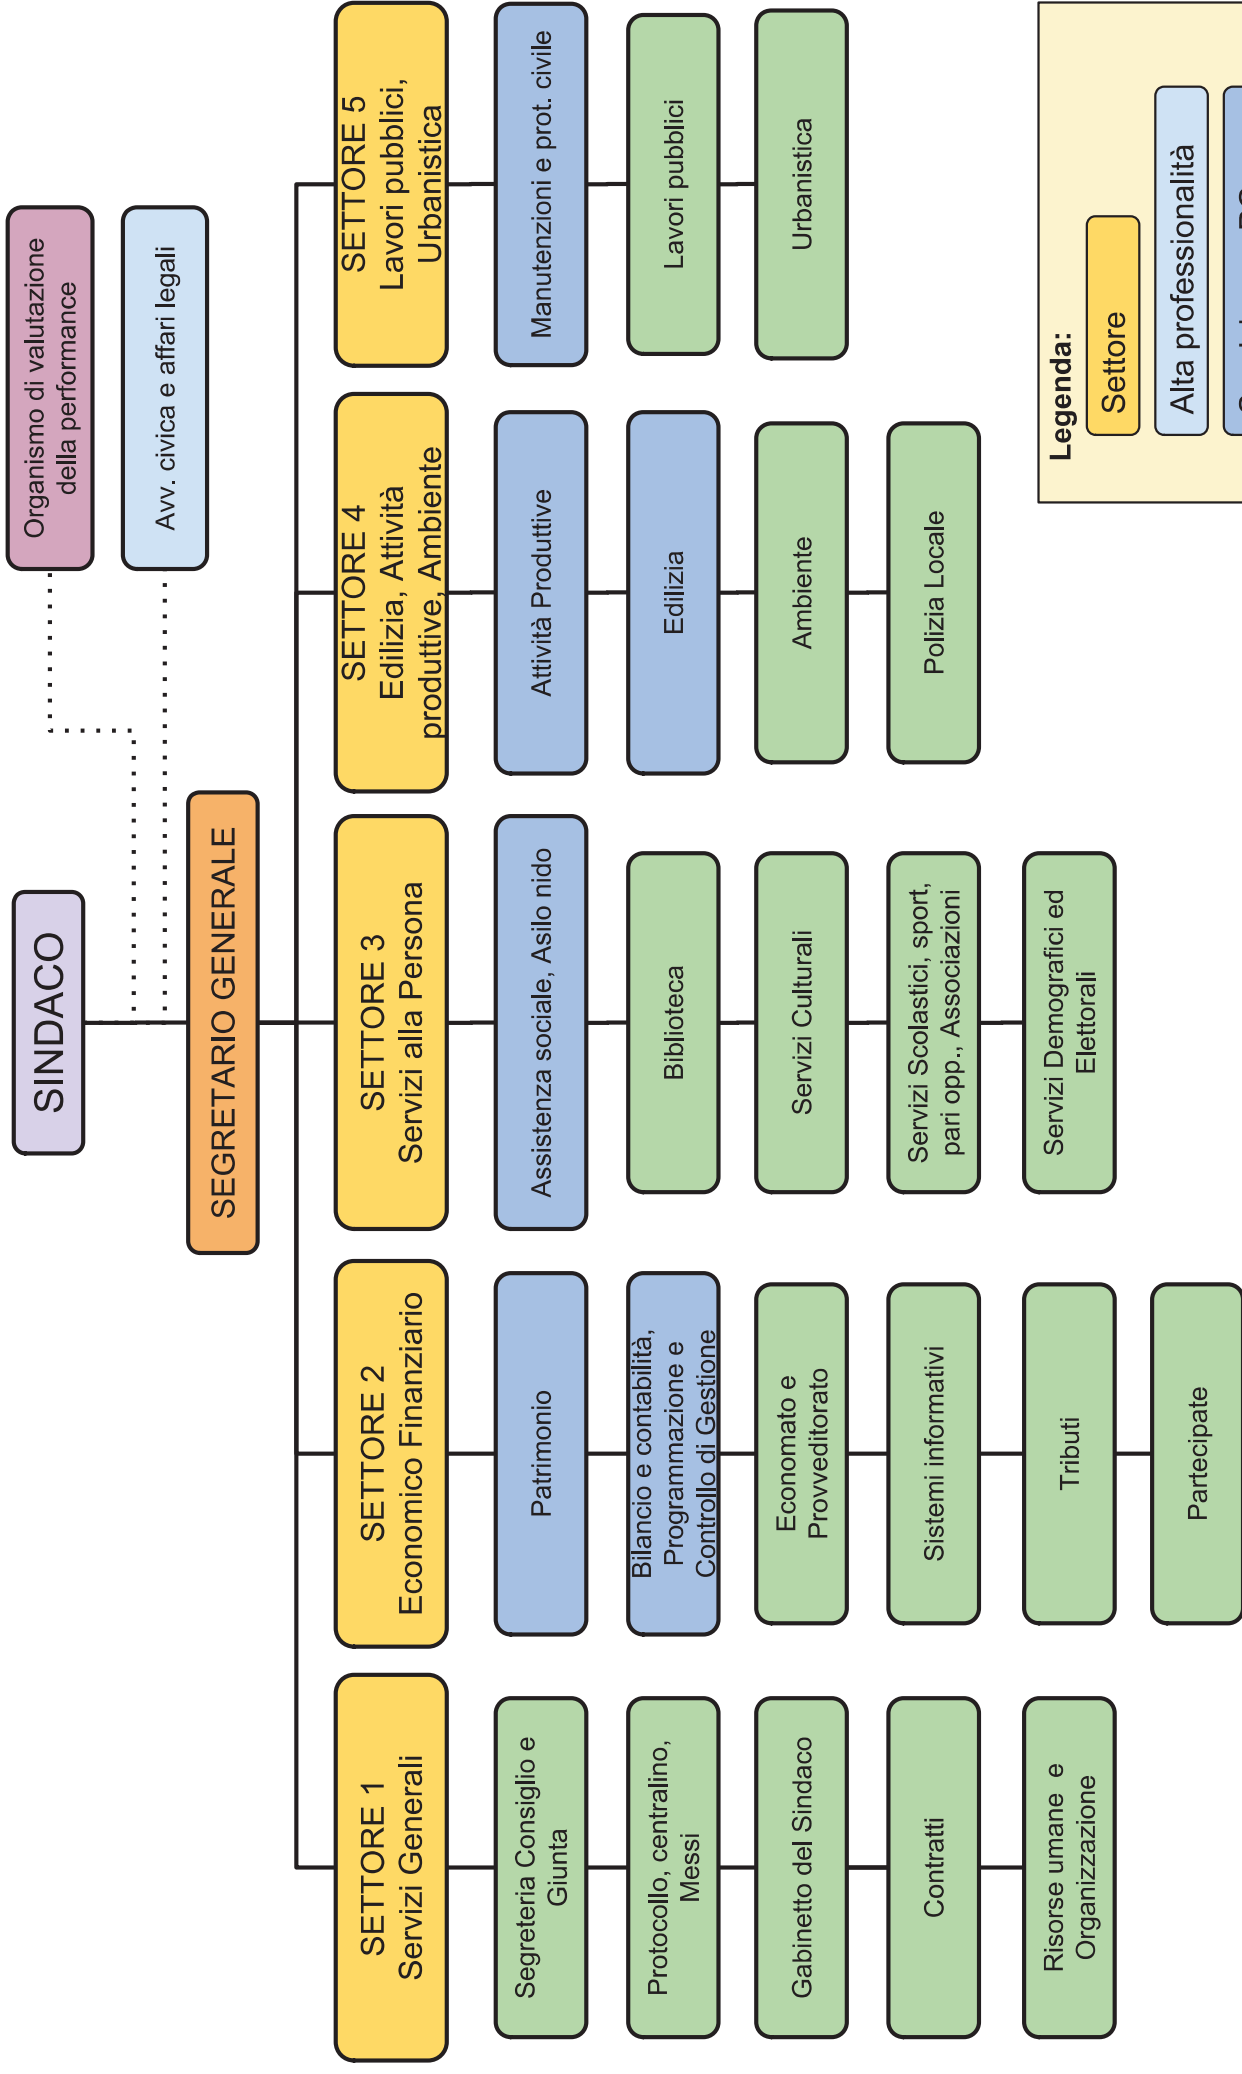 SINDACO
Organismo di valutazione
della performance
Avv. civica e affari legali
SEGRETARIO GENERALE
SETTORE 1
Servizi Generali
Segreteria Consiglio e
Giunta
Protocollo, centralino,
Messi
Gabinetto del Sindaco
Contratti
Risorse umane e
Organizzazione
SETTORE 2
Economico Finanziario
Patrimonio
Bilancio e contabilità,
Programmazione e
Controllo di Gestione
Economato e
Provveditorato
Sistemi informativi
Tributi
Partecipate
SETTORE 3
Servizi alla Persona
Assistenza sociale, Asilo nido
Biblioteca
Servizi Culturali
Servizi Scolastici, sport,
pari opp., Associazioni
Servizi Demografici ed
Elettorali
SETTORE 4
Edilizia, Attività
produttive, Ambiente
Attività Produttive
Edilizia
Ambiente
Polizia Locale
SETTORE 5
Lavori pubblici,
Urbanistica
Manutenzioni e prot. civile
Lavori pubblici
Urbanistica
Legenda:
Settore
Alta professionalità